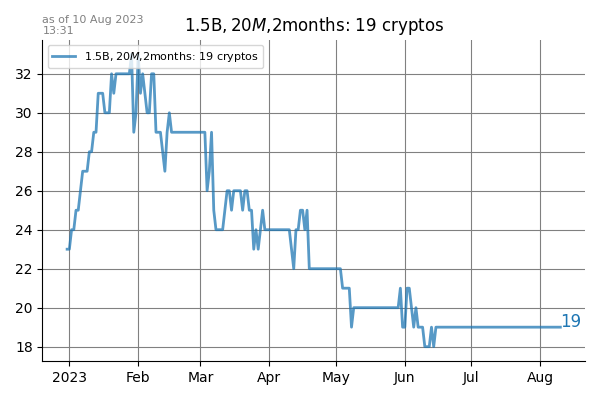 as of 10 Aug 2023
13:31
1.5B, 20M,2months: 19 cryptos
1.5B, 20M,2months: 19 cryptos
32
30
28
26
24
22
20
18
19
2023 Feb Mar Apr May Jun Jul Aug